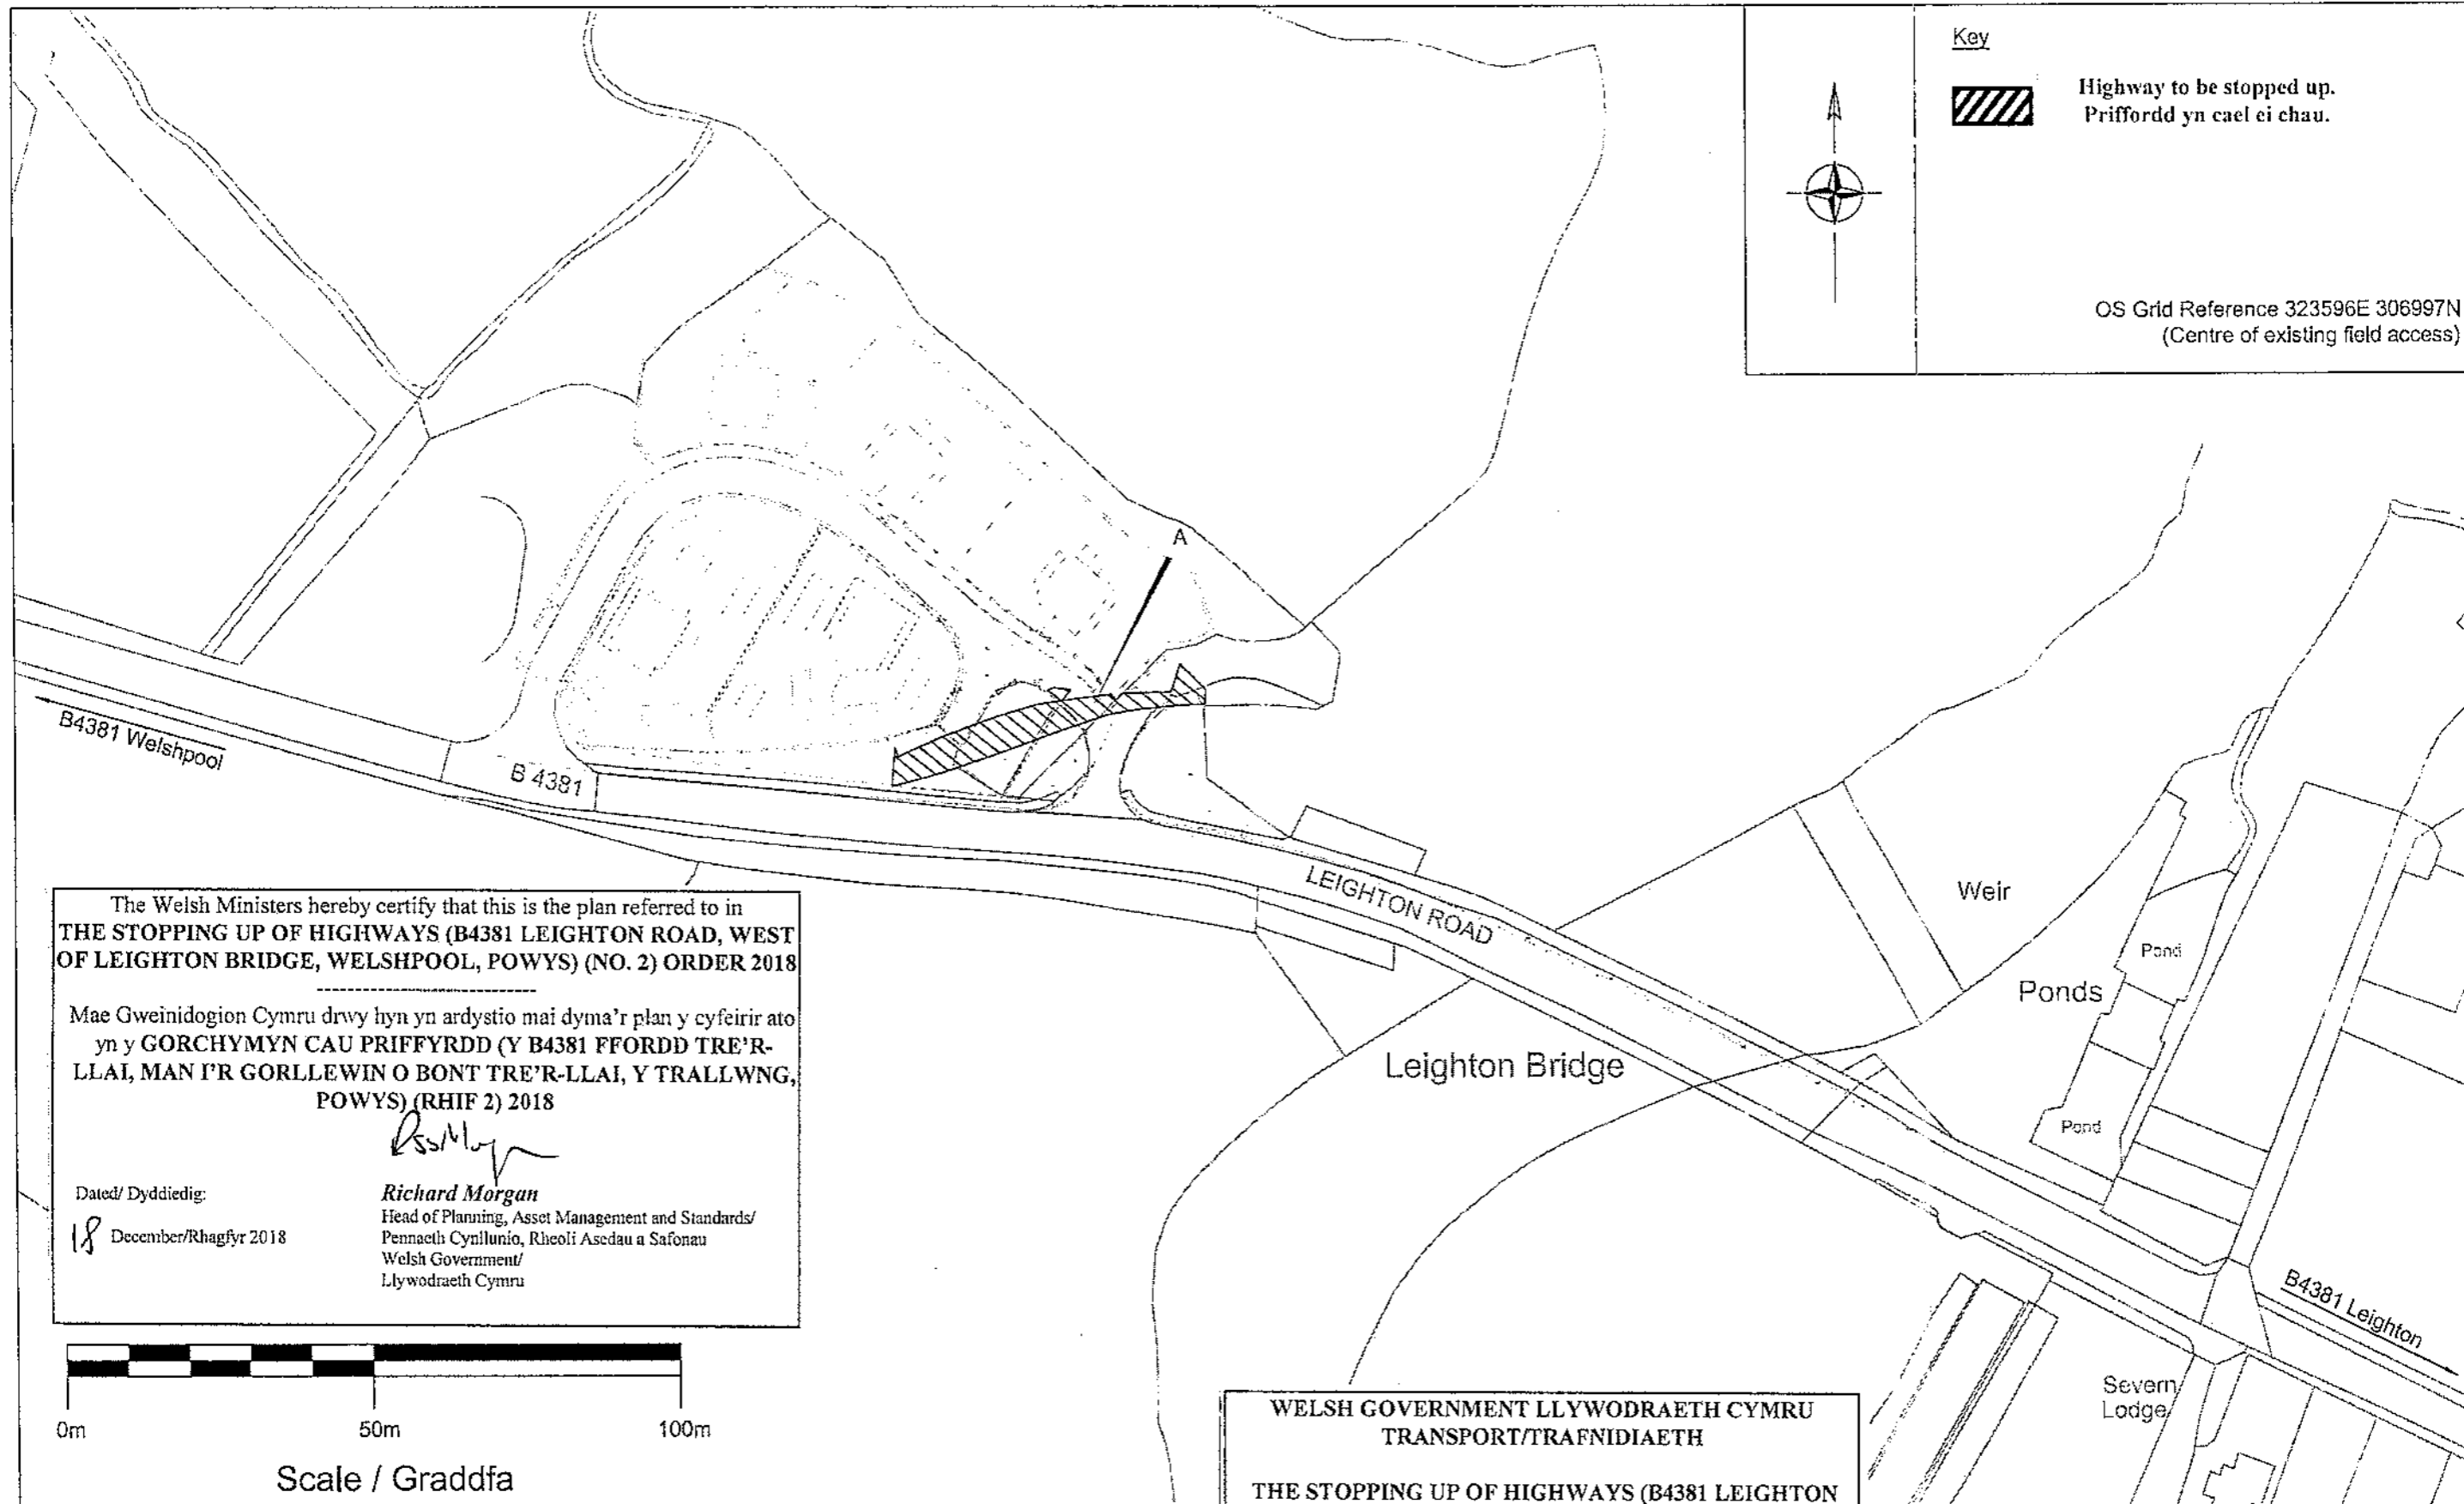 Key
Highway to be stopped up.
Priffordd yn cael ei chau.
OS Grid Reference 323596E 306997N
(Centre of existing field access)
A
B4381 Welshpool
B 4381
LEIGHTON ROAD
Weir
Pond
Ponds
Pond
Leighton Bridge
B4381 Leighton
Severn
Lodge
The Welsh Ministers hereby certify that this is the plan referred to in
THE STOPPING UP OF HIGHWAYS (B4381 LEIGHTON ROAD, WEST
OF LEIGHTON BRIDGE, WELSHPOOL, POWYS) (NO. 2) ORDER 2018
Mae Gweinidogion Cymru drwy hyn yn ardystio mai dyma'r plan y cyfeirir ato
yn y GORCHYMYN CAU PRIFFYRDD (Y B4381 FFORDD TRE'R-
LLAI, MAN I'R GORLLEWIN O BONT TRE'R-LLAI, Y TRALLWNG,
POWYS) (RHIF 2) 2018
Dated/ Dyddiedig:
18 December/Rhagfyr 2018
Richard Morgan
Head of Planning, Asset Management and Standards/
Pennaeth Cynllunio, Rheoli Asedau a Safonau
Welsh Government/
Llywodraeth Cymru
0m 50m 100m
Scale / Graddfa
WELSH GOVERNMENT LLYWODRAETH CYMRU
TRANSPORT/TRAFNIDIAETH
THE STOPPING UP OF HIGHWAYS (B4381 LEIGHTON